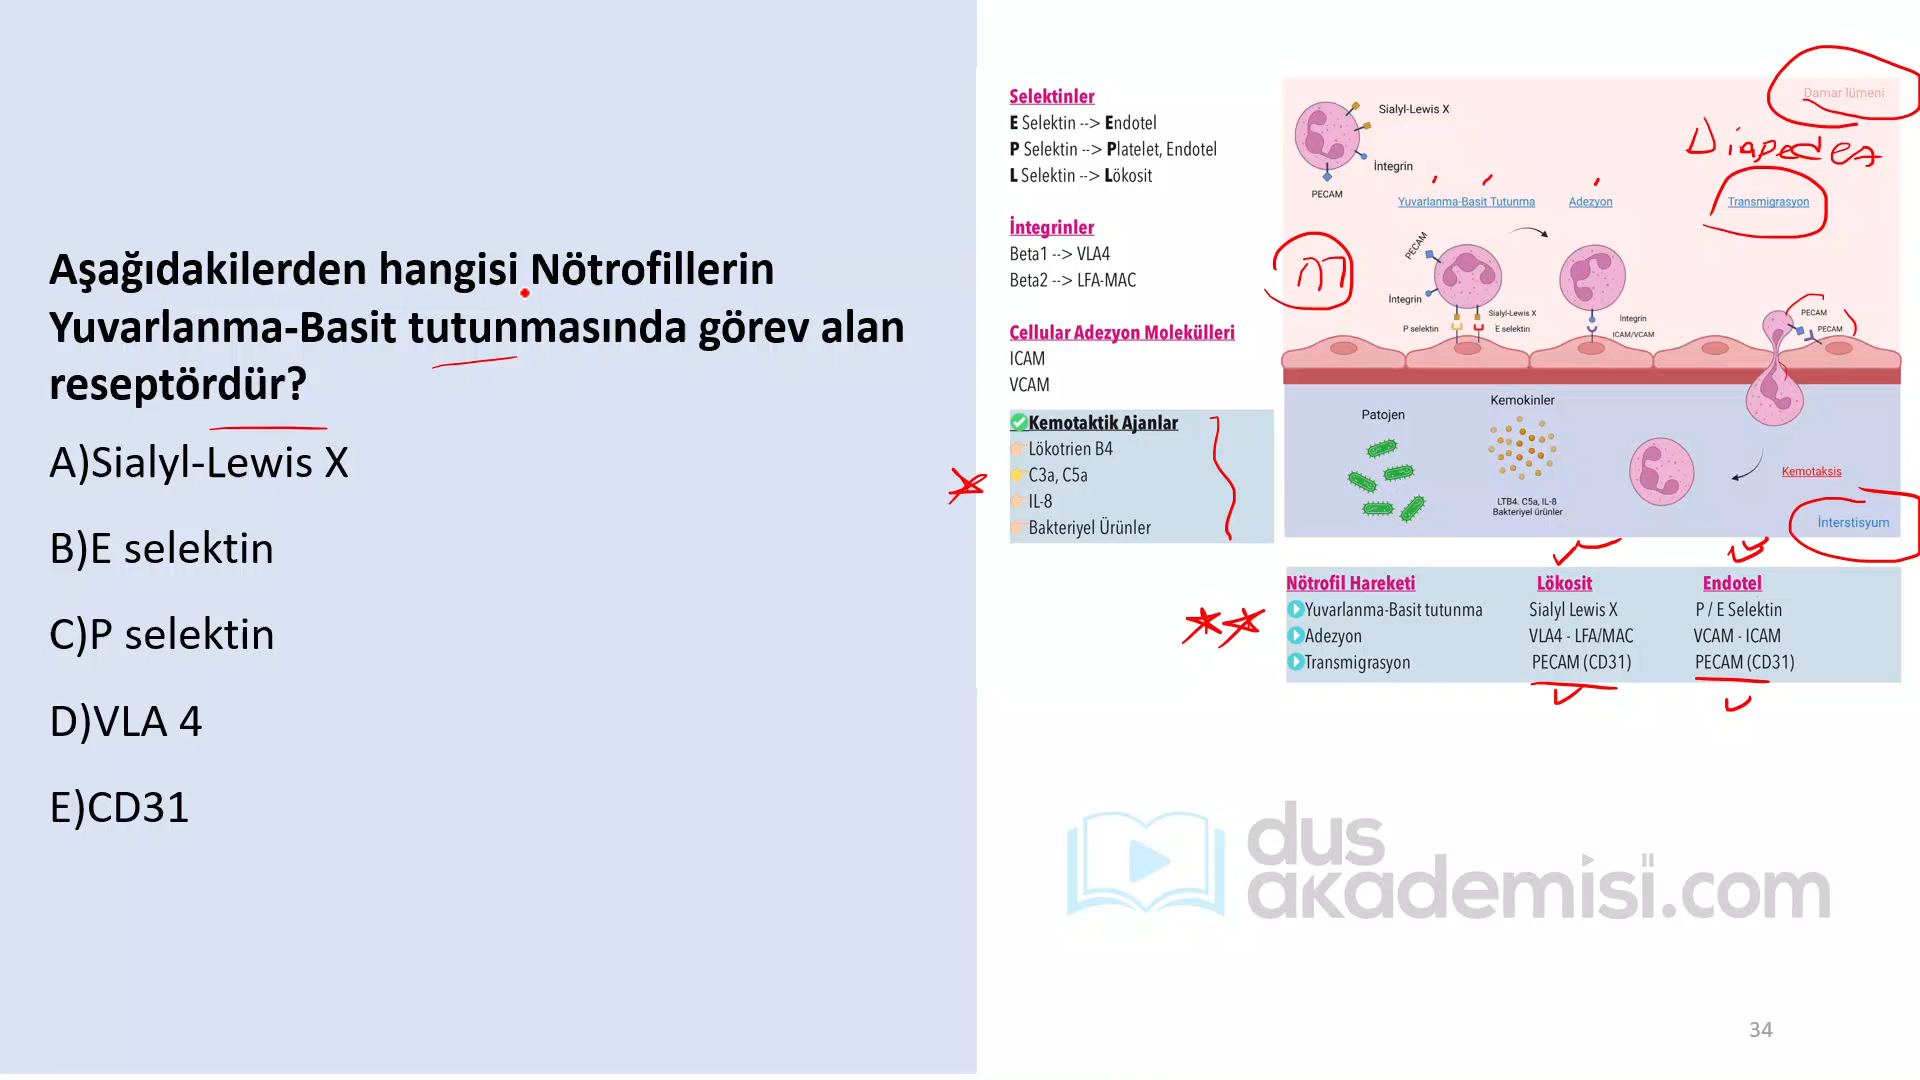 Aşağıdakilerden hangisi Nötrofillerin
Yuvarlanma-Basit tutunmasında görev alan
reseptördür?
A)Sialyl-Lewis X
B)E selektin
C)P selektin
D)VLA 4
E)CD31
Selektinler
E Selektin --> Endotel
P Selektin --> Platelet, Endotel
L Selektin --> Lökosit
İntegrinler
Beta1 --> VLA4
Beta2 --> LFA-MAC
Cellular Adezyon Molekülleri
ICAM
VCAM
Kemotaktik Ajanlar
Lökotrien B4
C3a, C5a
IL-8
Bakteriyel Ürünler
Damar lümeni
Sialyl-Lewis X
İntegrin
PECAM
Diapedez
Yuvarlanma-Basit Tutunma
Adezyon
Transmigrasyon
PECAM
İntegrin
Sialyl-Lewis X
P selektin
E selektin
İntegrin
ICAM/VCAM
PECAM
PECAM
Patojen
Kemokinler
LTB4. C5a, IL-8
Bakteriyel ürünler
Kemotaksis
İnterstisyum
Nötrofil Hareketi Lökosit Endotel
Yuvarlanma-Basit tutunma Sialyl Lewis X P / E Selektin
Adezyon VLA4 - LFA/MAC VCAM - ICAM
Transmigrasyon PECAM (CD31) PECAM (CD31)
dus
akademisi.com
34